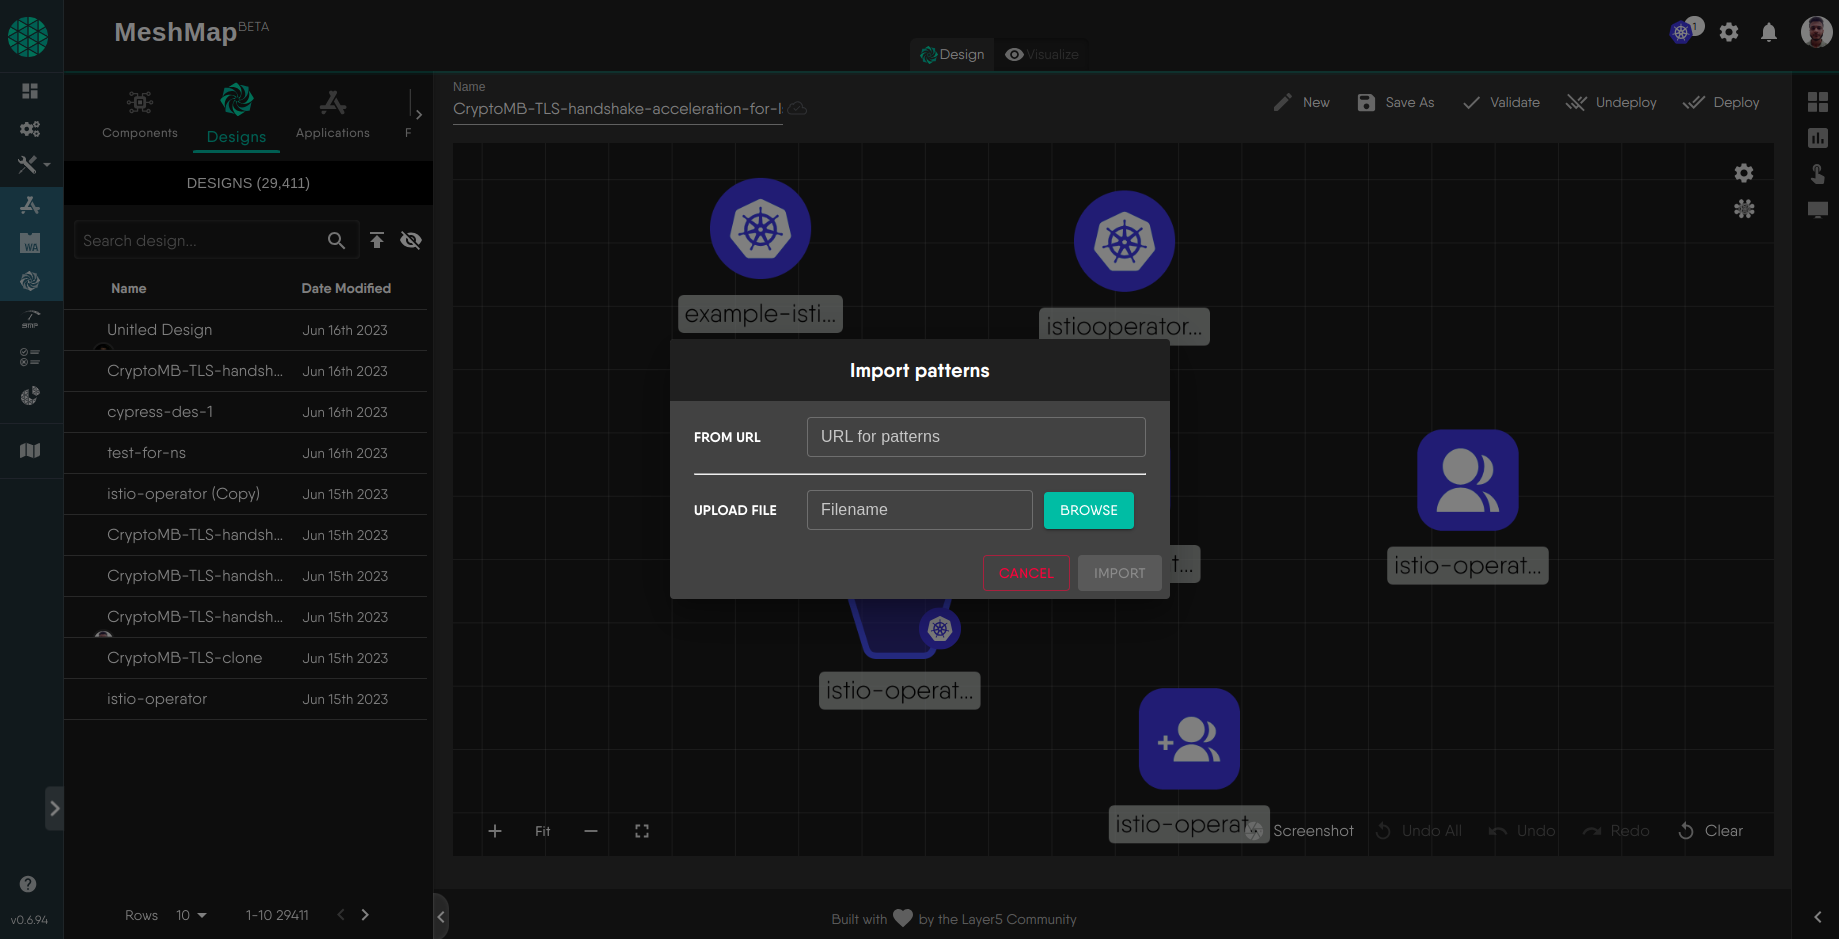 MeshMap BETA
1
Design
Visualize
Components
Designs
Applications
F
DESIGNS (29,411)
Search design...
Name Date Modified
Unitled Design Jun 16th 2023
CryptoMB-TLS-handsh... Jun 16th 2023
cypress-des-1 Jun 16th 2023
test-for-ns Jun 16th 2023
istio-operator (Copy) Jun 15th 2023
CryptoMB-TLS-handsh... Jun 15th 2023
CryptoMB-TLS-handsh... Jun 15th 2023
CryptoMB-TLS-handsh... Jun 15th 2023
CryptoMB-TLS-clone Jun 15th 2023
istio-operator Jun 15th 2023
Rows 10 1-10 29411
WA
SMP
v0.6.94
Name
CryptoMB-TLS-handshake-acceleration-for-I
New
Save As
Validate
Undeploy
Deploy
example-isti...
istiooperator...
Import patterns
FROM URL
URL for patterns
UPLOAD FILE
Filename
BROWSE
CANCEL
IMPORT
t...
istio-operat...
istio-operat...
istio-operat...
Fit
Screenshot
Undo All
Undo
Redo
Clear
Built with by the Layer5 Community